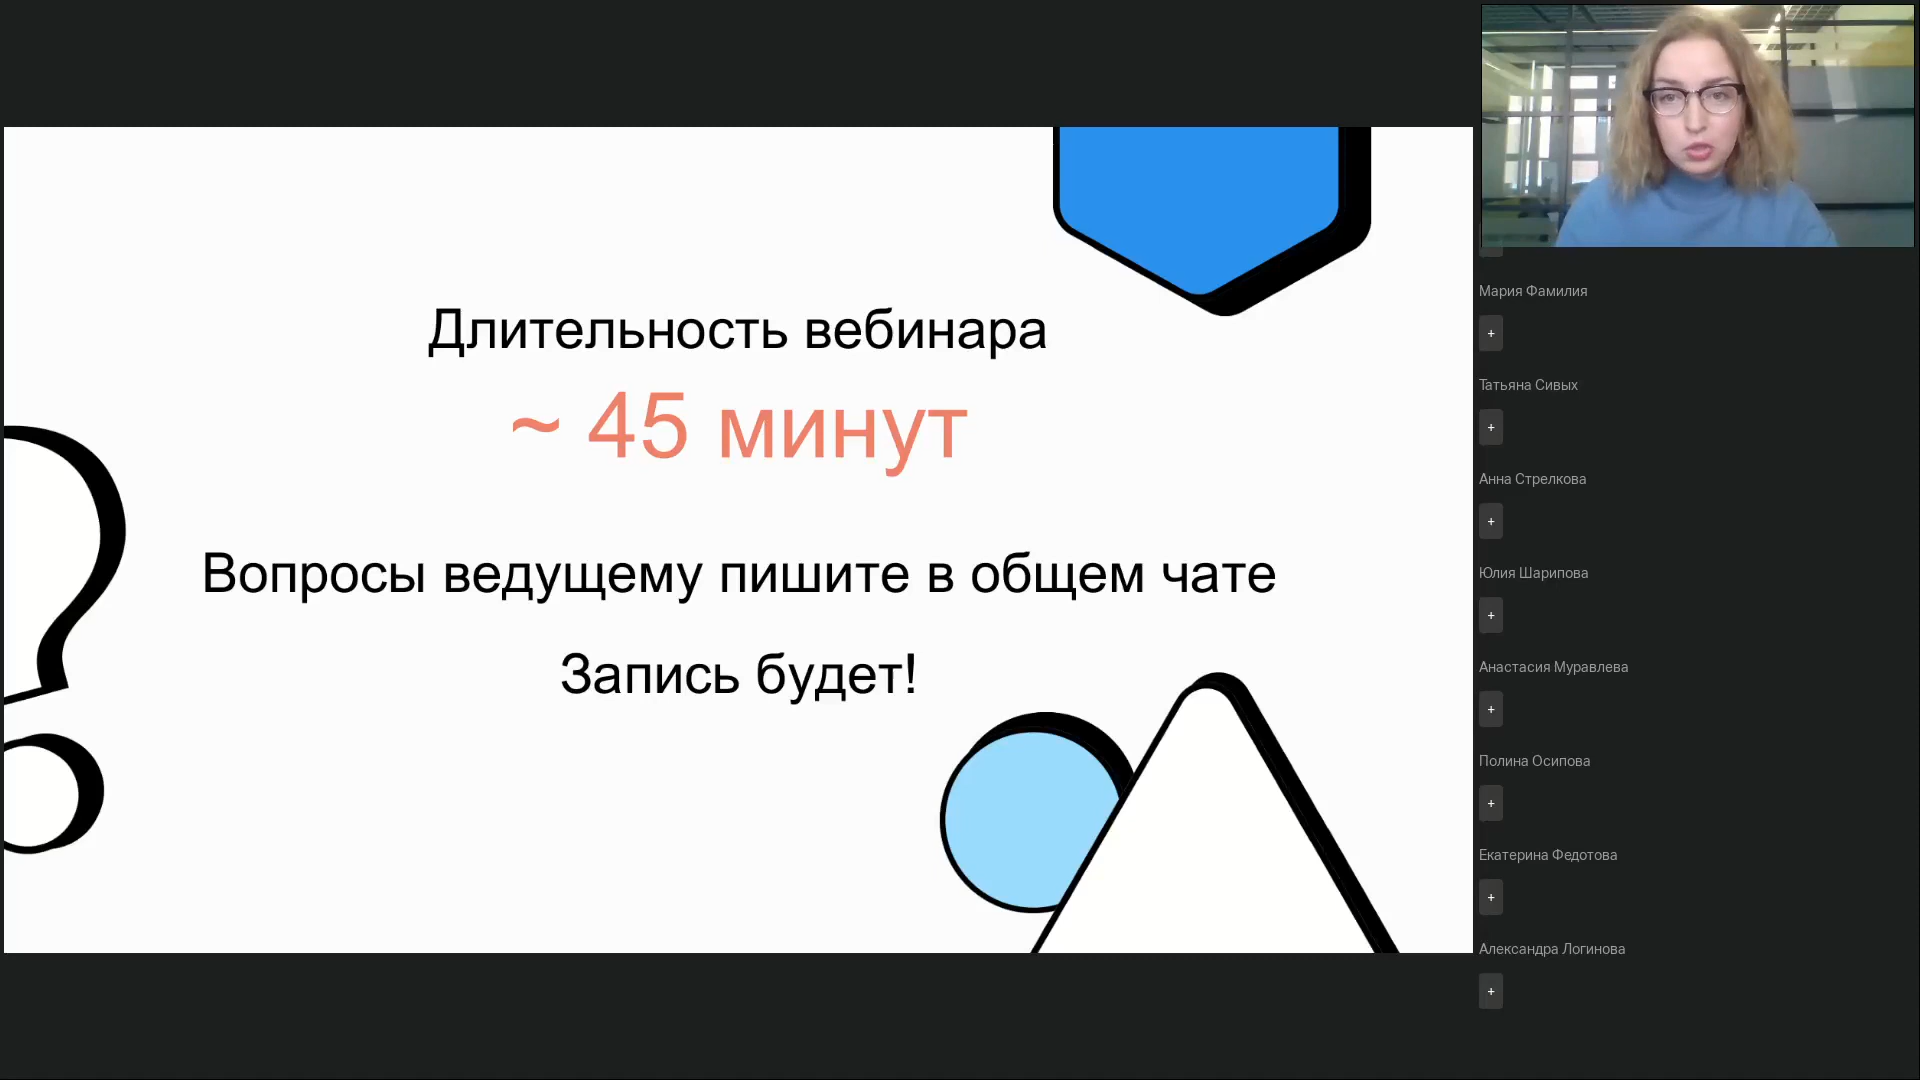 Длительность вебинара
~ 45 минут
Вопросы ведущему пишите в общем чате
Запись будет!
Мария Фамилия
+
Татьяна Сивых
+
Анна Стрелкова
+
Юлия Шарипова
+
Анастасия Муравлева
+
Полина Осипова
+
Екатерина Федотова
+
Александра Логинова
+